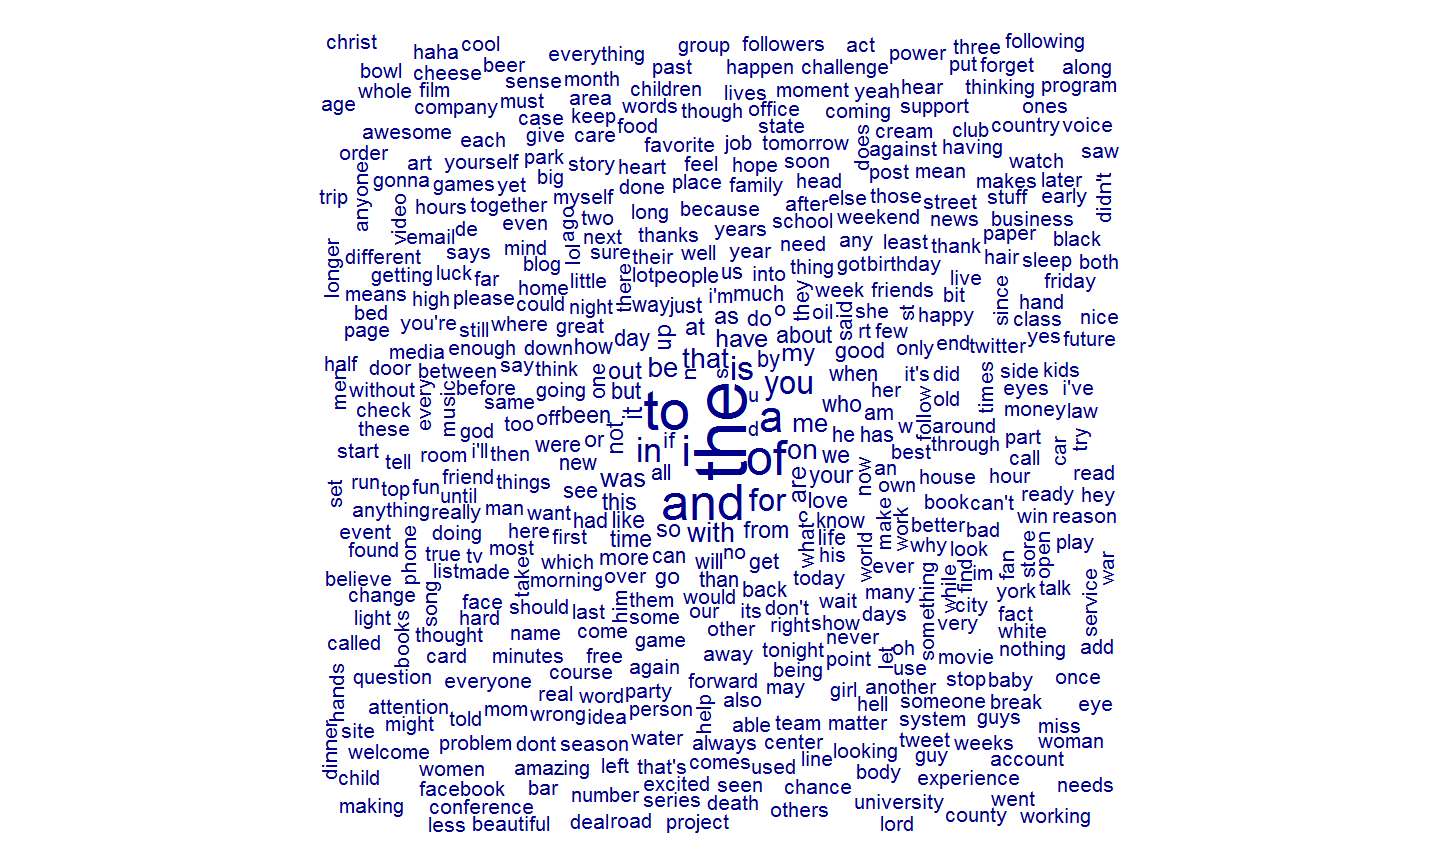 christ haha cool everything group followers act power three following
bowl cheese beer sense month past happen challenge put forget along
whole film children lives moment yeah hear thinking program
age company must area words though office coming support ones
case keep food state does cream club country voice
awesome each give care favorite job tomorrow against having saw
order art yourself park story heart feel hope soon watch
anyone gonna games yet big done place family head post mean makes later didn't
trip video hours together myself long because after else those street stuff early
email de even lol ago two school weekend news business
longer different says mind next thanks years need any least thank paper black
blog sure their well year hair sleep both
getting luck far home little there lot people us into thing got birthday live friday
means high please could night way just i'm much they week friends bit since hand
bed page you're still where great day up at as do o oil said she st happy class nice
have about rt few
media enough down how that is by my good only end twitter yes future
half door between say think one out be n s you when it's did times side kids
men without every music before going but it to the u a her follow old eyes i've
check same who am money law
these god too off been not i if d me he has w around
start tell room i'll then were or in of on we best through part call car try
new was all your now an
set run top fun until friend things see this and for are love own house hour read
anything really man want book can't ready hey
event doing here first had like time so with from what c know life make work better bad win reason
found phone true tv most which more can will no get his world why look find fan store open play war
believe list made take morning over go than today ever something while im york talk
change song face should last him them would back many city service
light hard some our its don't wait days very fact
called books thought name come game other right show never let oh white nothing add
card minutes free again away tonight being point use movie
hands question everyone course forward may girl another stop baby once
attention real word party help also hell someone break eye
dinner site might told mom wrong idea person able team matter system guys miss
welcome problem dont season water always center looking tweet weeks woman
child women amazing left that's comes used line guy account
facebook bar number excited seen chance body experience needs
making conference series death others university went
less beautiful deal road project lord county working